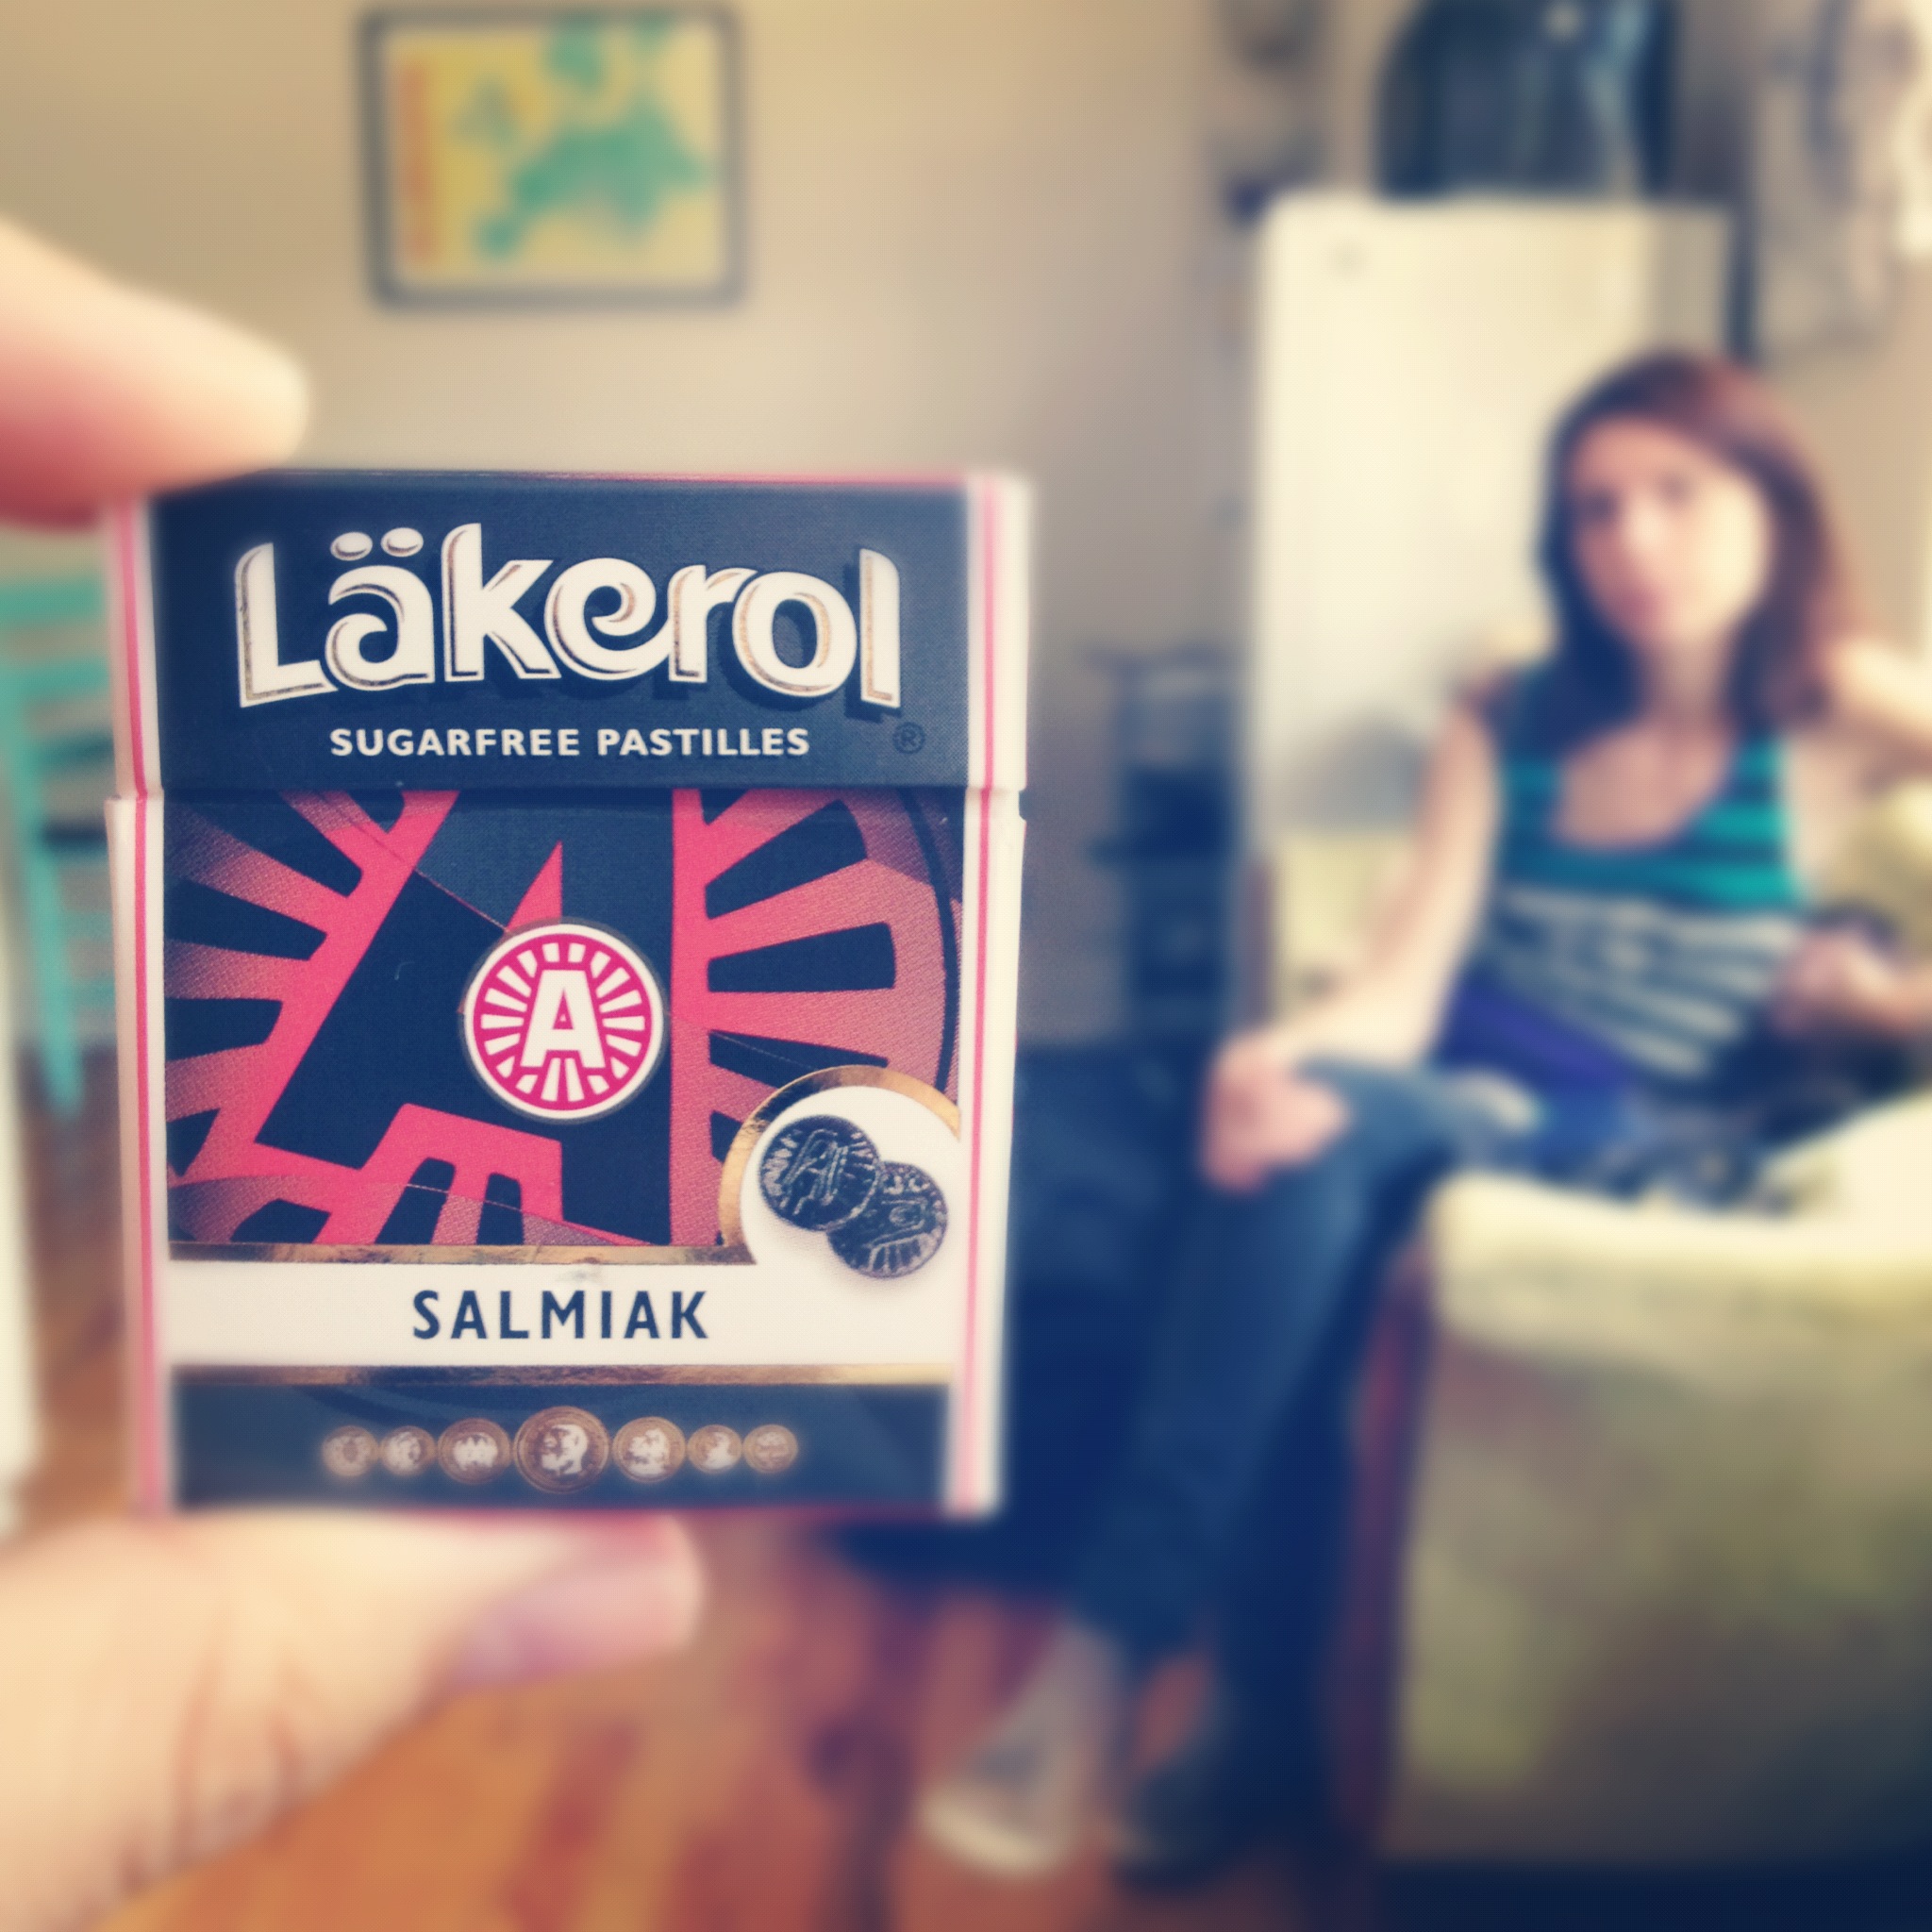 Läkerol
SUGARFREE PASTILLES ®
A
SALMIAK